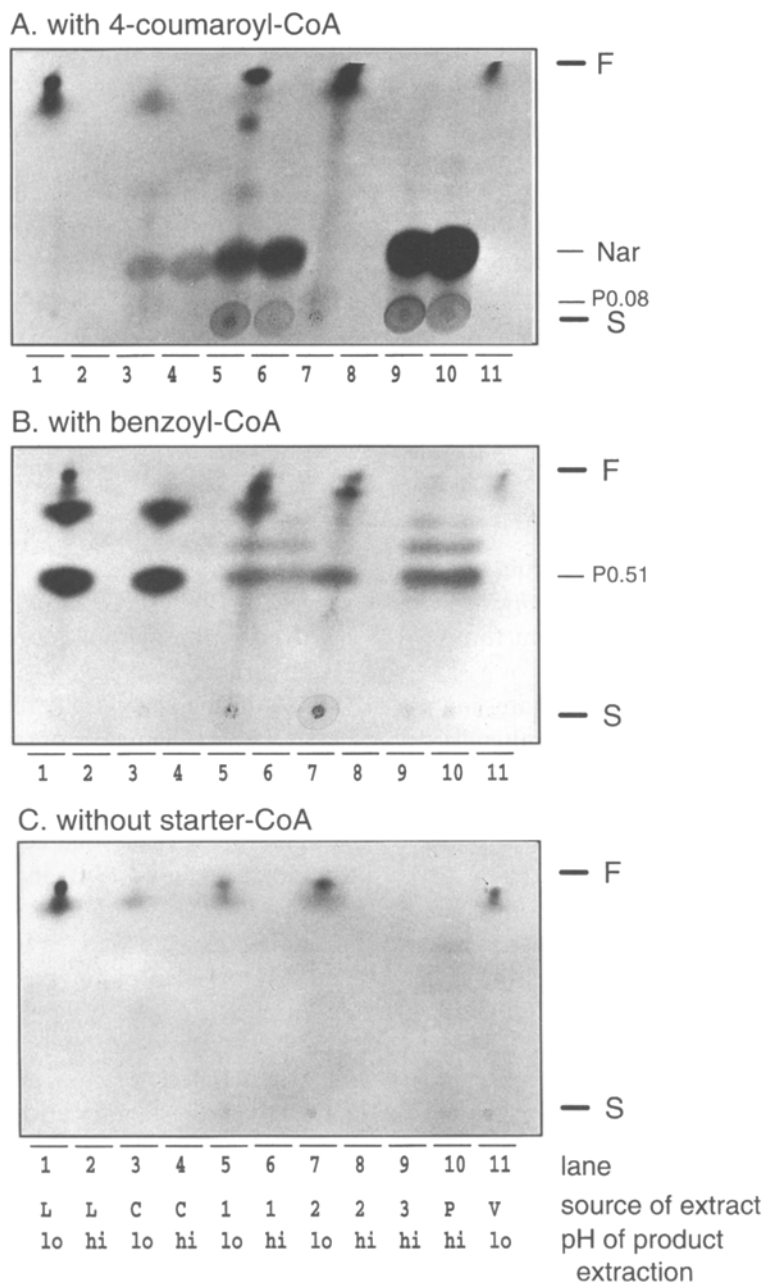 A. with 4-coumaroyl-CoA
F
Nar
P0.08
S
1 2 3 4 5 6 7 8 9 10 11
B. with benzoyl-CoA
F
P0.51
S
1 2 3 4 5 6 7 8 9 10 11
C. without starter-CoA
F
S
1 2 3 4 5 6 7 8 9 10 11 lane
L L C C 1 1 2 2 3 P V source of extract
lo hi lo hi lo hi lo hi hi hi lo pH of product
extraction